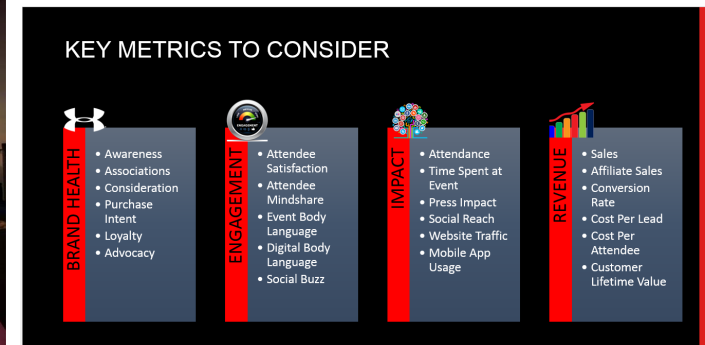 KEY METRICS TO CONSIDER
BRAND HEALTH
• Awareness
• Associations
• Consideration
• Purchase
Intent
• Loyalty
• Advocacy
ENGAGEMENT
• Attendee
Satisfaction
• Attendee
Mindshare
• Event Body
Language
• Digital Body
Language
• Social Buzz
IMPACT
• Attendance
• Time Spent at
Event
• Press Impact
• Social Reach
• Website Traffic
• Mobile App
Usage
REVENUE
• Sales
• Affiliate Sales
• Conversion
Rate
• Cost Per Lead
• Cost Per
Attendee
• Customer
Lifetime Value